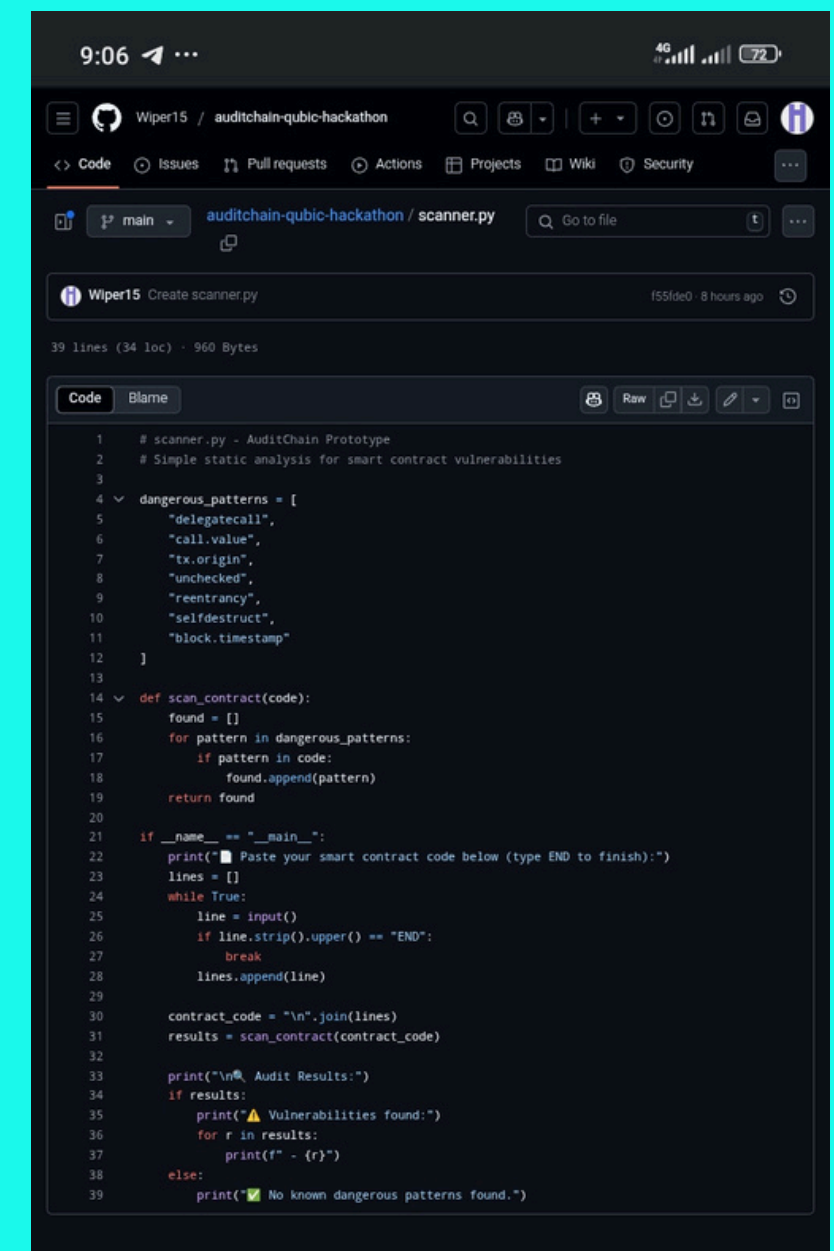 9:06 ...
4G 72
Wiper15 / auditchain-qubic-hackathon
Code Issues Pull requests Actions Projects Wiki Security
main auditchain-qubic-hackathon / scanner.py Go to file t
Wiper15 Create scanner.py f55fde0 · 8 hours ago
39 lines (34 loc) · 960 Bytes
Code Blame Raw
1 # scanner.py - AuditChain Prototype
2 # Simple static analysis for smart contract vulnerabilities
3
4 dangerous_patterns = [
5     "delegatecall",
6     "call.value",
7     "tx.origin",
8     "unchecked",
9     "reentrancy",
10     "selfdestruct",
11     "block.timestamp"
12 ]
13
14 def scan_contract(code):
15     found = []
16     for pattern in dangerous_patterns:
17         if pattern in code:
18             found.append(pattern)
19     return found
20
21 if __name__ == "__main__":
22     print("📄 Paste your smart contract code below (type END to finish):")
23     lines = []
24     while True:
25         line = input()
26         if line.strip().upper() == "END":
27             break
28         lines.append(line)
29
30     contract_code = "\n".join(lines)
31     results = scan_contract(contract_code)
32
33     print("\n🔍 Audit Results:")
34     if results:
35         print("⚠️ Vulnerabilities found:")
36         for r in results:
37             print(f" - {r}")
38     else:
39         print("✅ No known dangerous patterns found.")